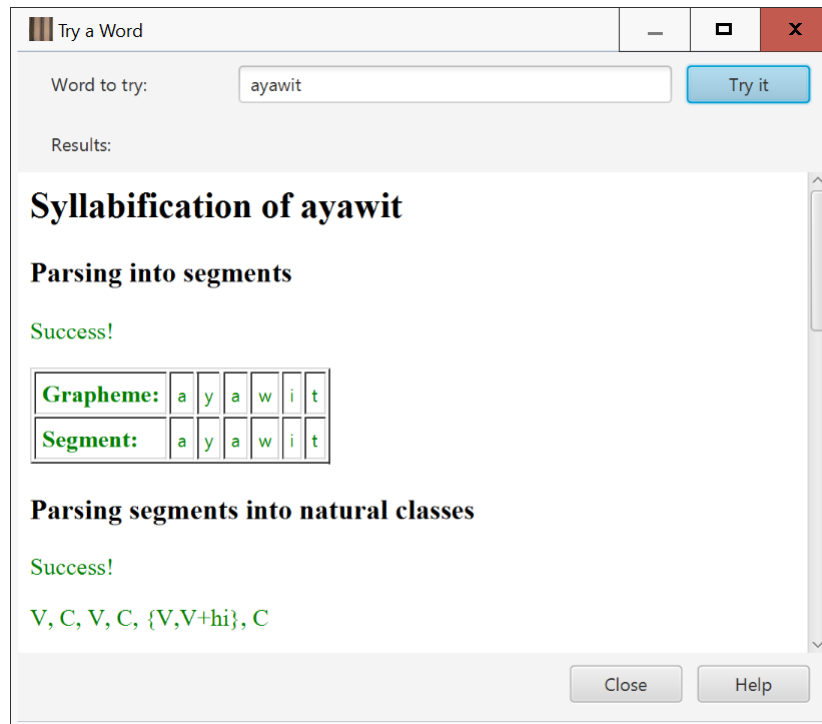 Try a Word
Word to try: ayawit Try it
Results:
Syllabification of ayawit
Parsing into segments
Success!
Grapheme: a y a w i t
Segment: a y a w i t
Parsing segments into natural classes
Success!
V, C, V, C, {V,V+hi}, C
Close Help